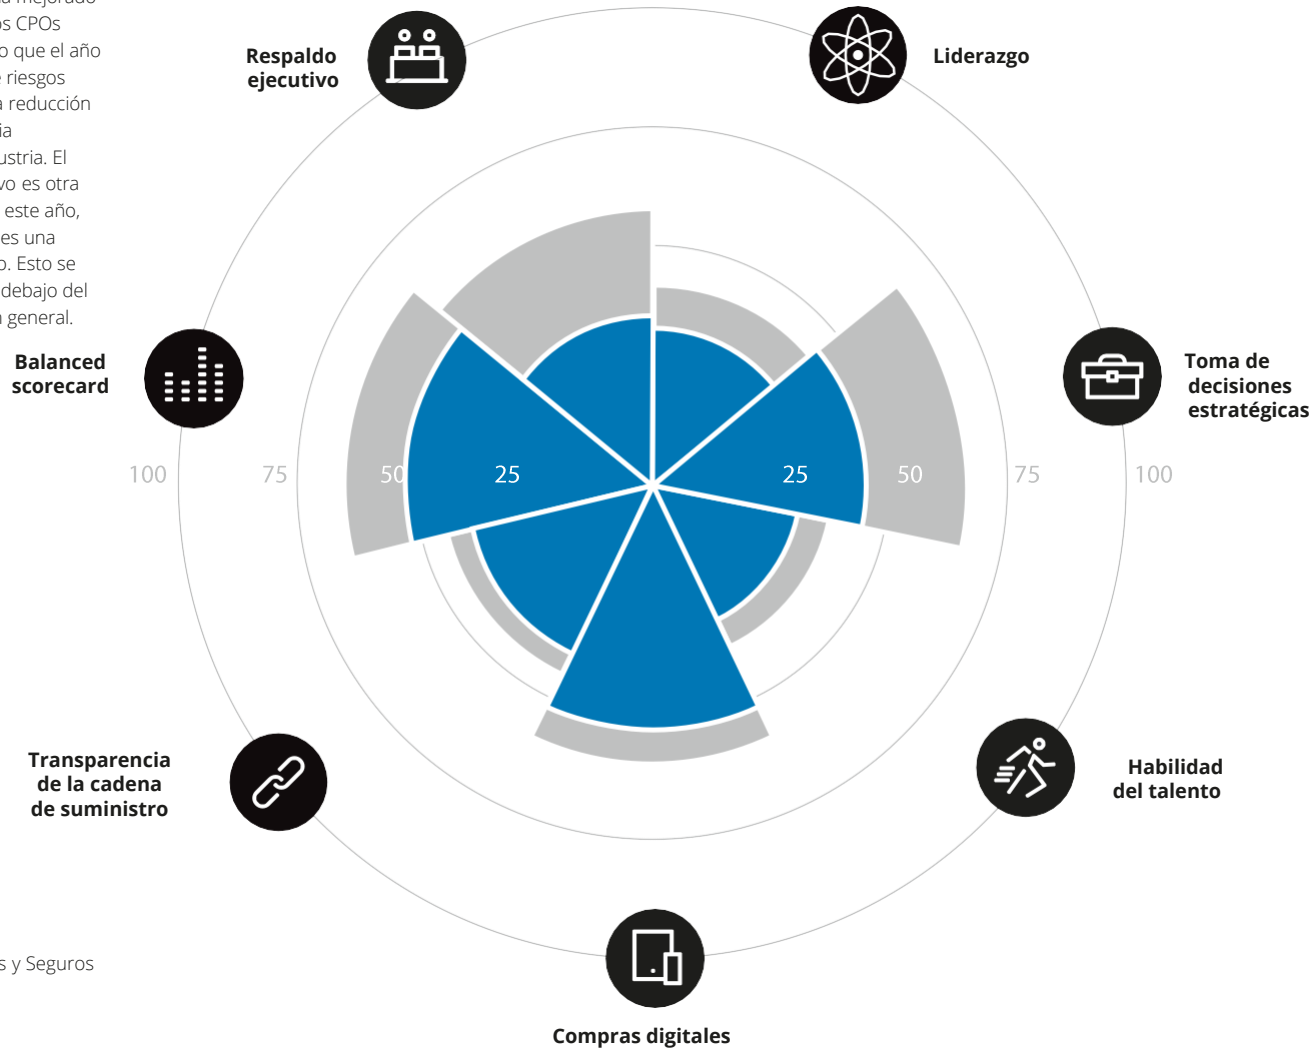 mejorado
os CPOs
o que el año
e riesgos
a reducción
ia
ustria. El
vo es otra
este año,
es una
o. Esto se
debajo del
n general.
Respaldo
ejecutivo
Liderazgo
Balanced
scorecard
Toma de
decisiones
estratégicas
100 75 50 25 25 50 75 100
Transparencia
de la cadena
de suministro
Habilidad
del talento
s y Seguros
Compras digitales